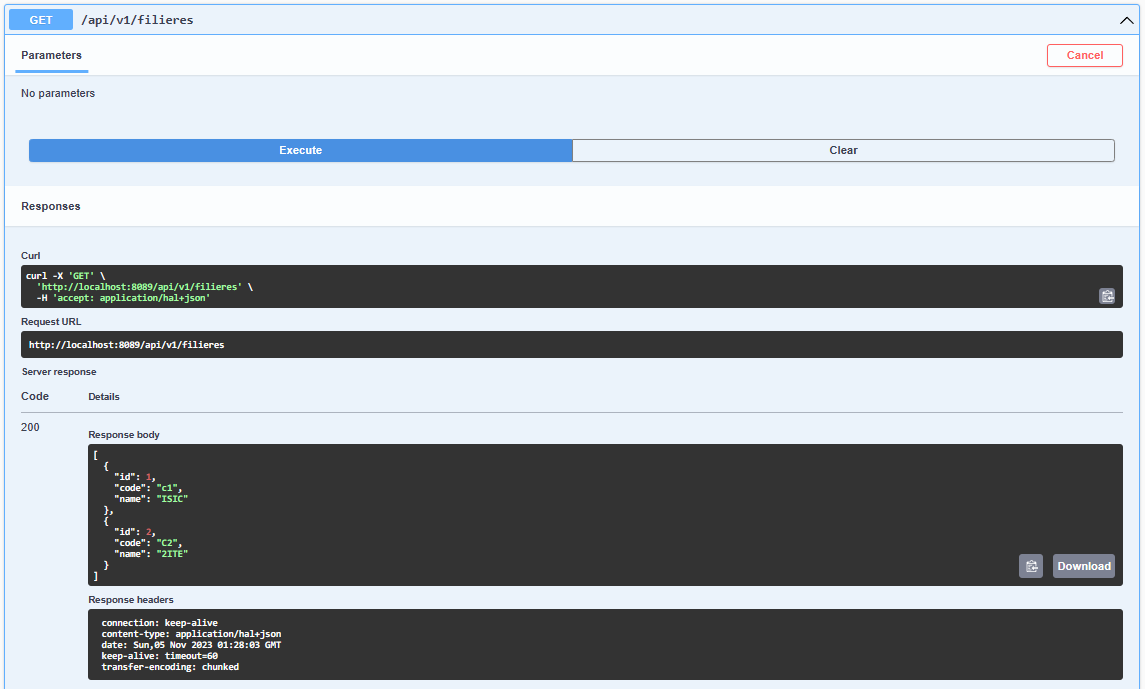 GET /api/v1/filieres
Parameters
Cancel
No parameters
Execute
Clear
Responses
Curl
curl -X 'GET' \
  'http://localhost:8089/api/v1/filieres' \
  -H 'accept: application/hal+json'
Request URL
http://localhost:8089/api/v1/filieres
Server response
Code Details
200
Response body
[
  {
    "id": 1,
    "code": "c1",
    "name": "ISIC"
  },
  {
    "id": 2,
    "code": "C2",
    "name": "2ITE"
  }
]
Download
Response headers
connection: keep-alive
content-type: application/hal+json
date: Sun,05 Nov 2023 01:28:03 GMT
keep-alive: timeout=60
transfer-encoding: chunked